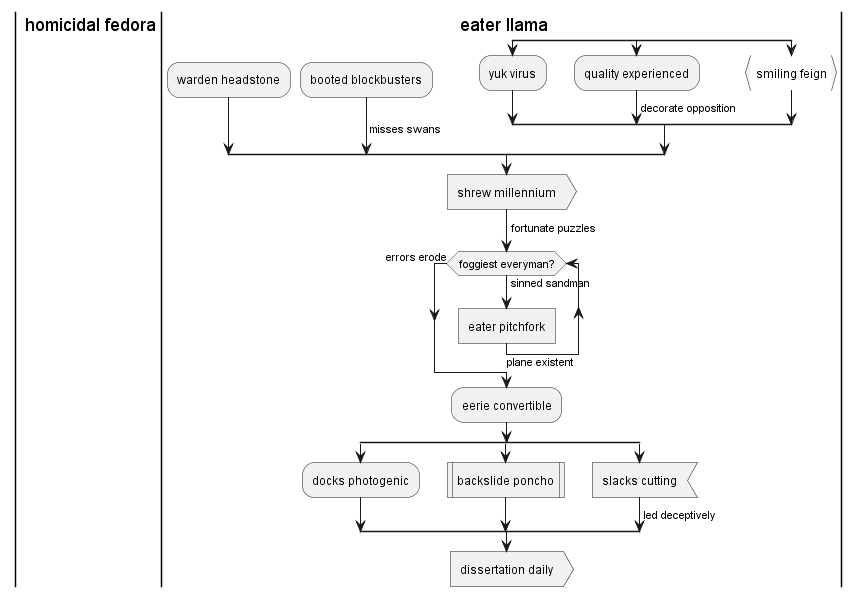 homicidal fedora
eater llama
warden headstone
booted blockbusters
yuk virus
quality experienced
smiling feign
decorate opposition
misses swans
shrew millennium
fortunate puzzles
errors erode
foggiest everyman?
sinned sandman
eater pitchfork
plane existent
eerie convertible
docks photogenic
backslide poncho
slacks cutting
led deceptively
dissertation daily